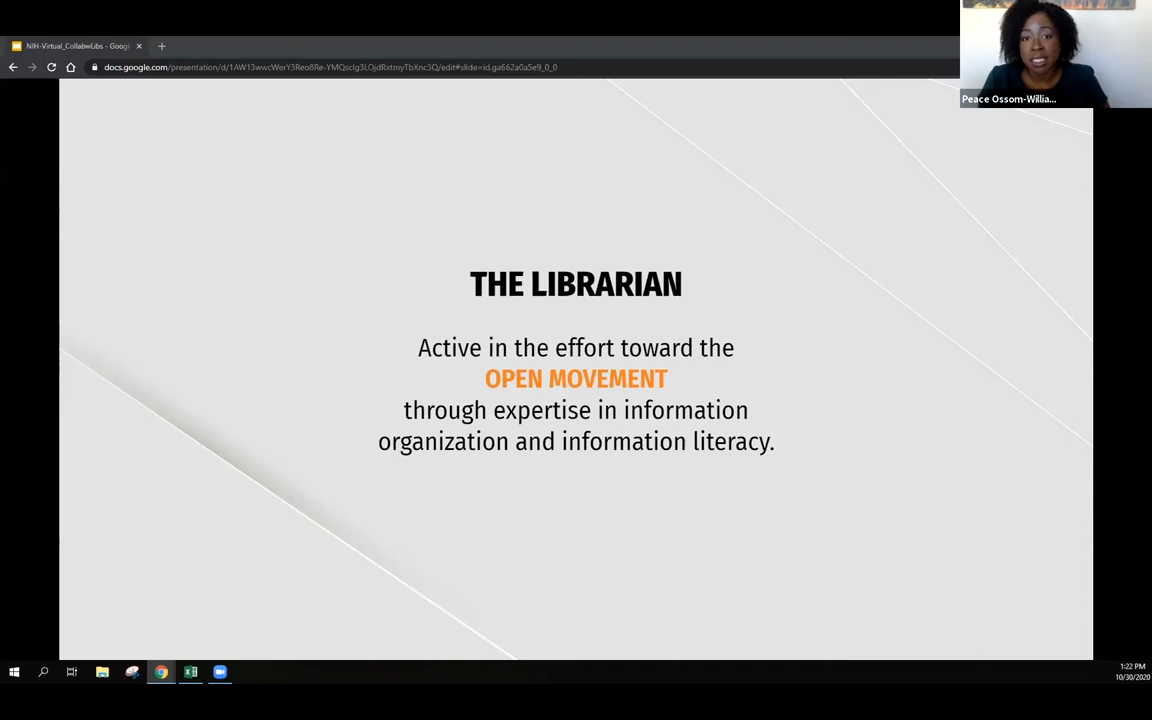 NIH-Virtual_CollabwLibs - Googl
docs.google.com/presentation/d/1AW13wwcWerY3Reo8Re-YMQscIg3LOjdRxtmyTbXnc3Q/edit#slide=id.ga662a0a5e9_0_0
Peace Ossom-Willia...
THE LIBRARIAN
Active in the effort toward the
OPEN MOVEMENT
through expertise in information
organization and information literacy.
1:22 PM
10/30/2020